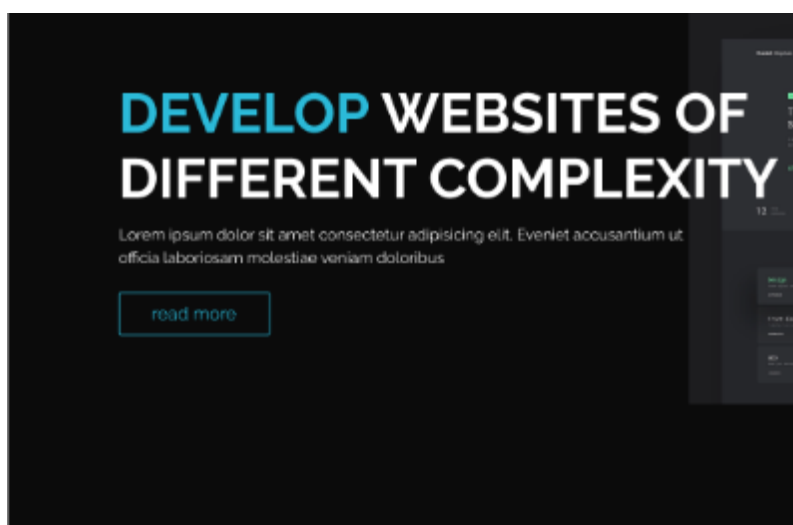 DEVELOP WEBSITES OF
DIFFERENT COMPLEXITY
Lorem ipsum dolor sit amet consectetur adipisicing elit. Eveniet accusantium ut
officia laboriosam molestiae veniam doloribus
read more
12